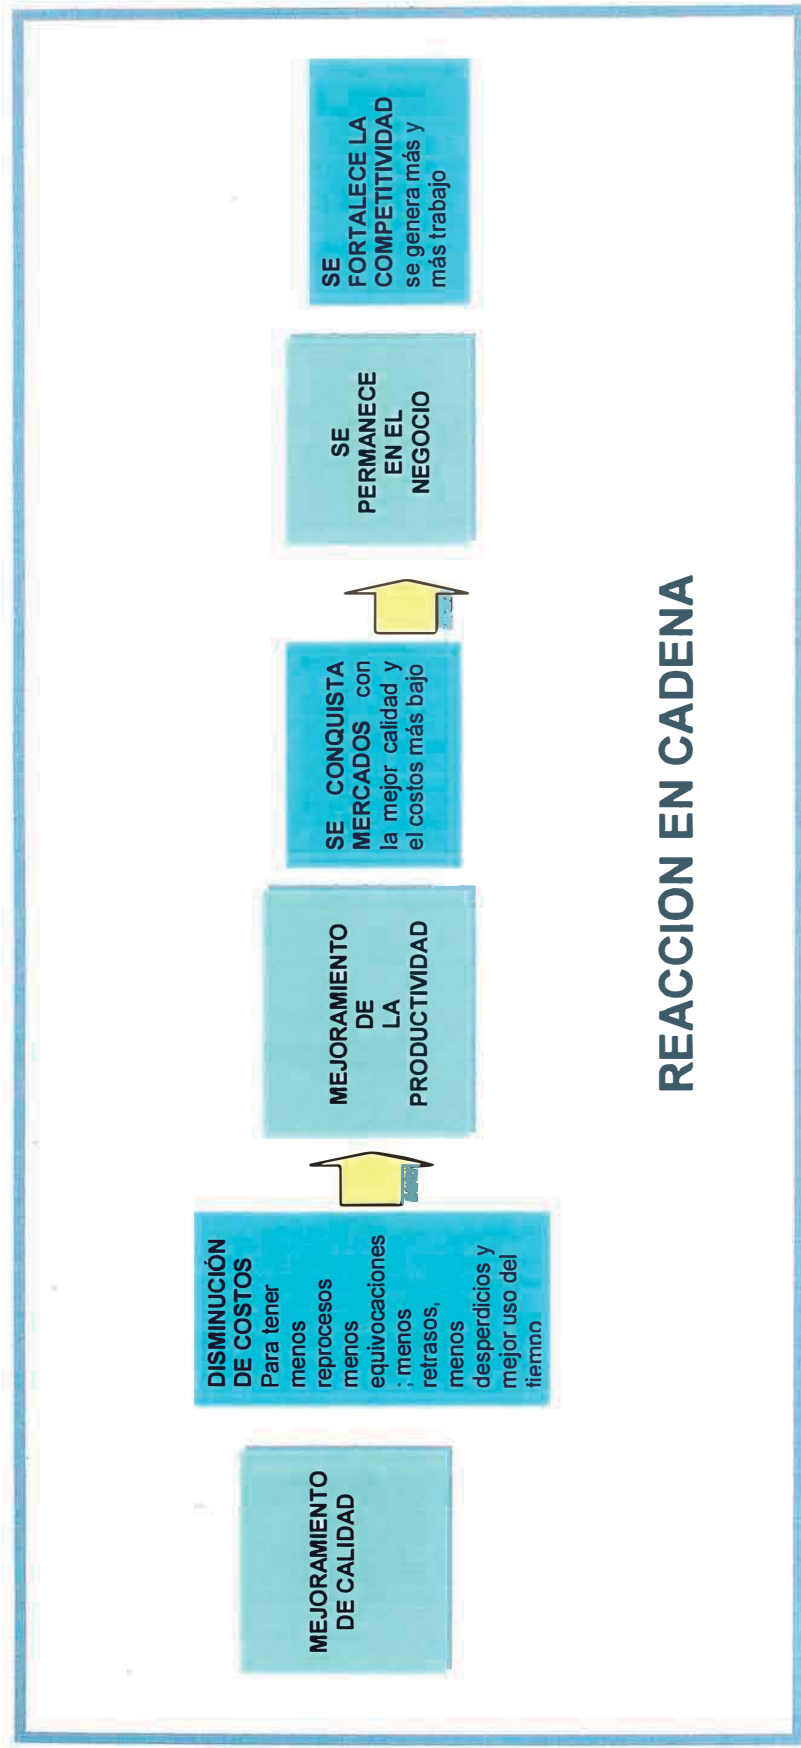 MEJORAMIENTO
DE CALIDAD
DISMINUCIÓN
DE COSTOS
Para tener
menos
reprocesos
menos
equivocaciones
; menos
retrasos,
menos
desperdicios y
mejor uso del
tiempo
MEJORAMIENTO
DE
LA
PRODUCTIVIDAD
SE CONQUISTA
MERCADOS con
la mejor calidad y
el costos más bajo
SE
PERMANECE
EN EL
NEGOCIO
SE
FORTALECE LA
COMPETITIVIDAD
se genera más y
más trabajo
REACCION EN CADENA